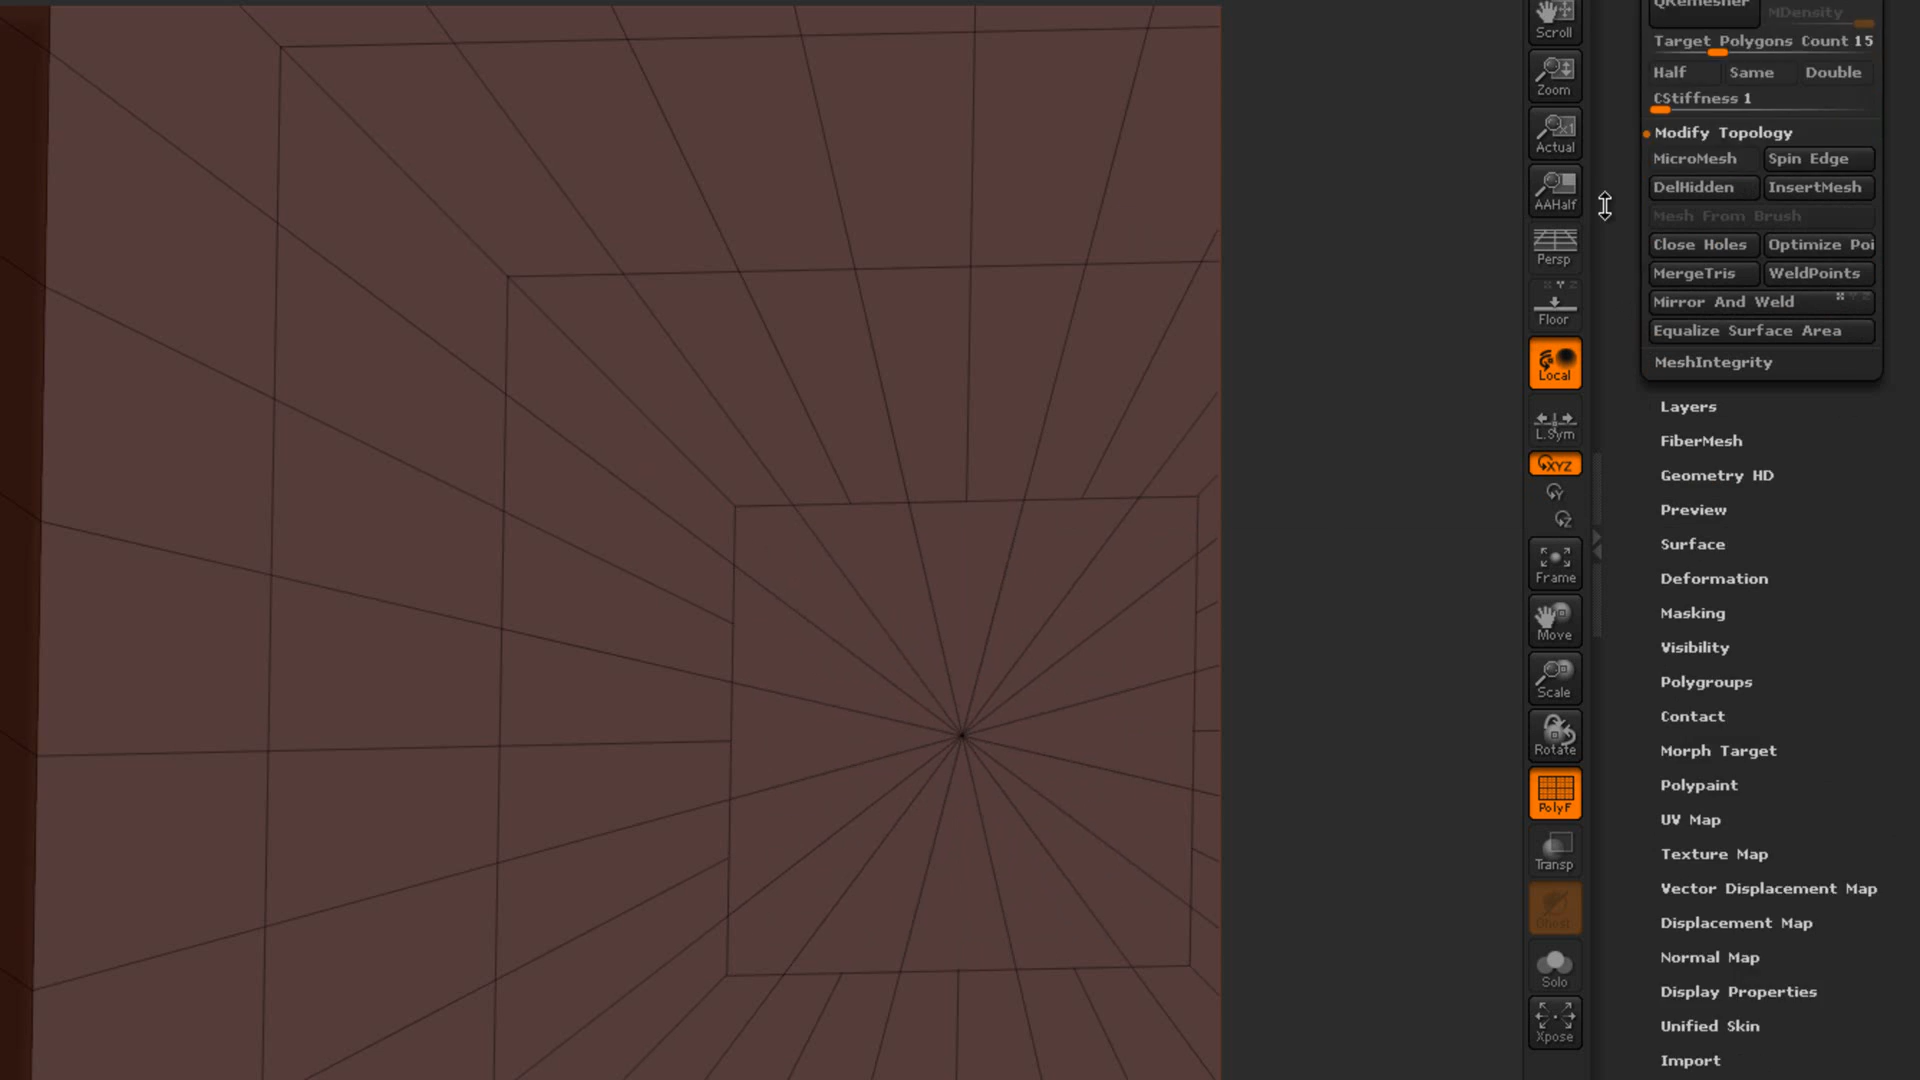 Scroll
Zoom
Actual
AAHalf
Persp
Floor
Local
L.Sym
XYZ
Y
Z
Frame
Move
Scale
Rotate
PolyF
Transp
Ghost
Solo
Xpose
QRemesher
MDensity
Target Polygons Count 15
Half Same Double
CStiffness 1
Modify Topology
MicroMesh Spin Edge
DelHidden InsertMesh
Mesh From Brush
Close Holes Optimize Poi
MergeTris WeldPoints
Mirror And Weld
Equalize Surface Area
MeshIntegrity
Layers
FiberMesh
Geometry HD
Preview
Surface
Deformation
Masking
Visibility
Polygroups
Contact
Morph Target
Polypaint
UV Map
Texture Map
Vector Displacement Map
Displacement Map
Normal Map
Display Properties
Unified Skin
Import